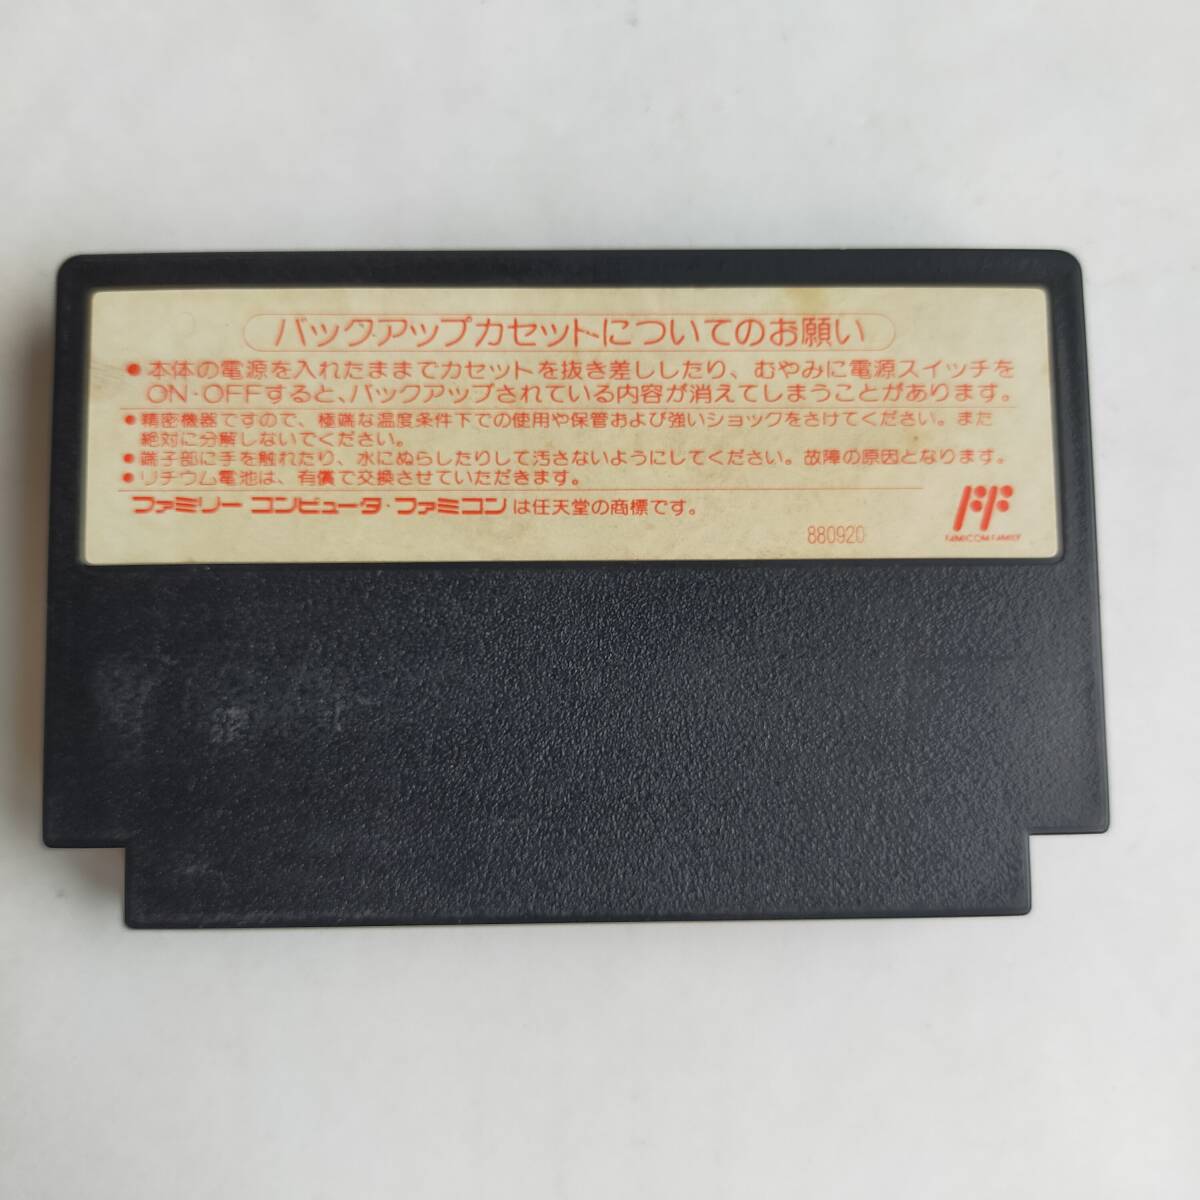 バックアップカセットについてのお願い
●本体の電源を入れたままでカセットを抜き差ししたり、むやみに電源スイッチを
ON・OFFすると、バックアップされている内容が消えてしまうことがあります。
●精密機器ですので、極端な温度条件下での使用や保管および強いショックをさけてください。また
絶対に分解しないでください。
●端子部に手を触れたり、水にぬらしたりして汚さないようにしてください。故障の原因となります。
●リチウム電池は、有償で交換させていただきます。
ファミリーコンピュータ・ファミコンは任天堂の商標です。
880920
FF
FAMICOM FAMILY